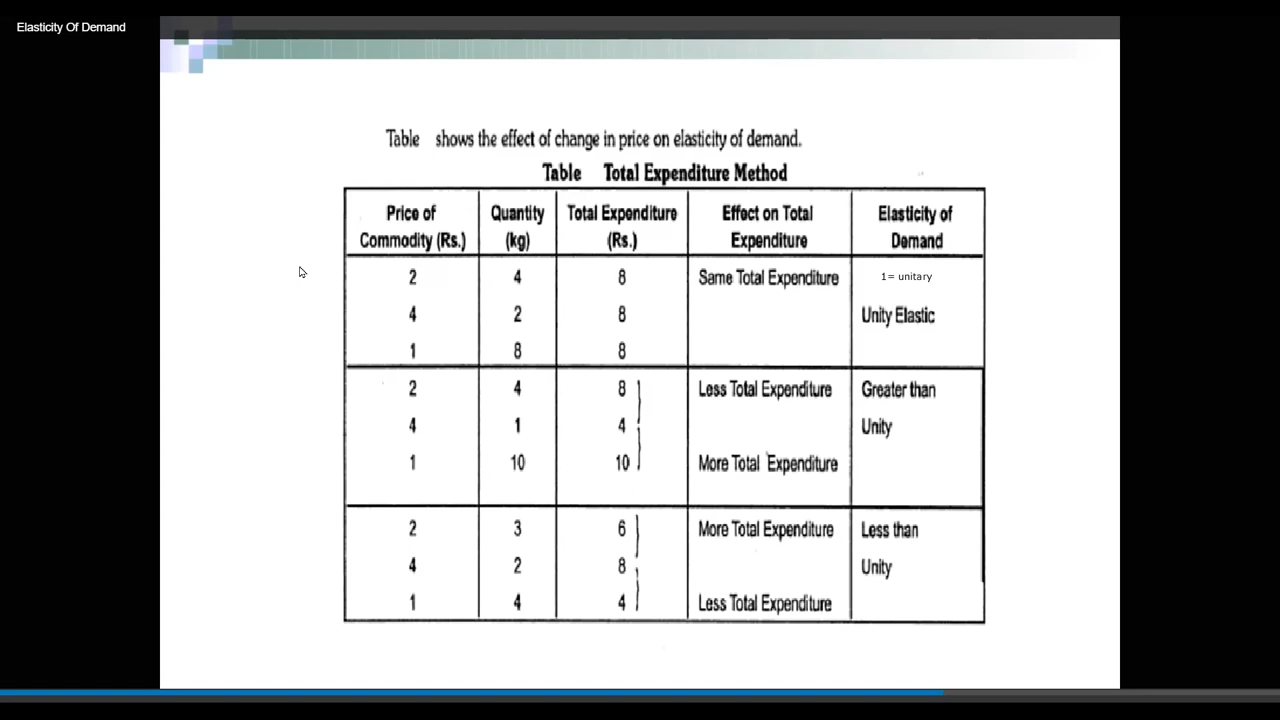 Elasticity Of Demand
Table shows the effect of change in price on elasticity of demand.
Table Total Expenditure Method
Price of Commodity (Rs.) Quantity (kg) Total Expenditure (Rs.) Effect on Total Expenditure Elasticity of Demand
2 4 8 Same Total Expenditure 1= unitary
4 2 8 Unity Elastic
1 8 8
2 4 8 Less Total Expenditure Greater than
4 1 4 Unity
1 10 10 More Total Expenditure
2 3 6 More Total Expenditure Less than
4 2 8 Unity
1 4 4 Less Total Expenditure